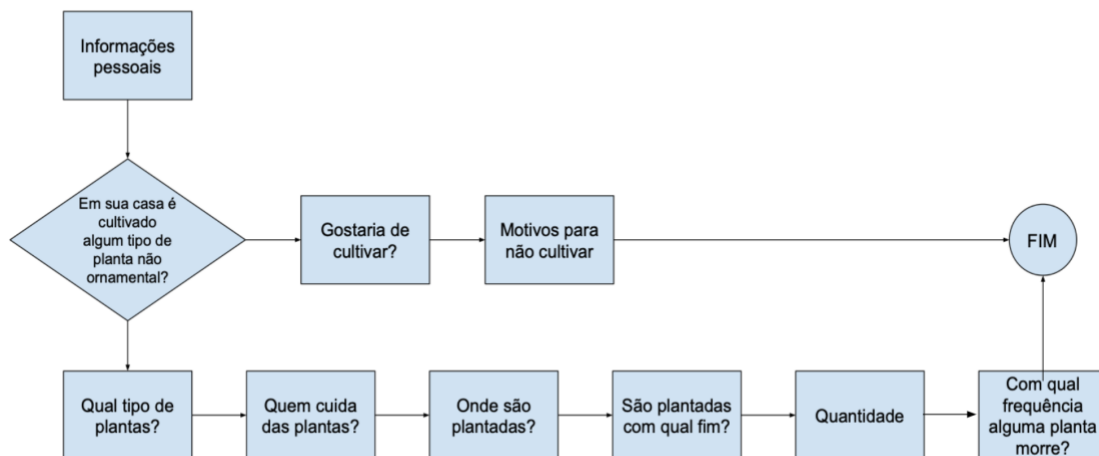 Informações
pessoais
Em sua casa é
cultivado
algum tipo de
planta não
ornamental?
Gostaria de
cultivar?
Motivos para
não cultivar
FIM
Qual tipo de
plantas?
Quem cuida
das plantas?
Onde são
plantadas?
São plantadas
com qual fim?
Quantidade
Com qual
frequência
alguma planta
morre?